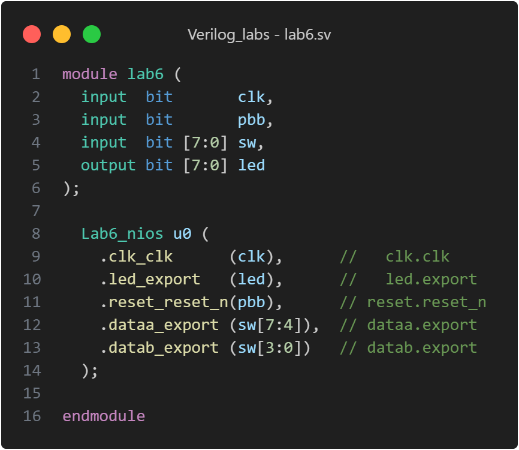 Verilog_labs - lab6.sv
1 module lab6 (
2   input  bit       clk,
3   input  bit       pbb,
4   input  bit [7:0] sw,
5   output bit [7:0] led
6 );
7
8   Lab6_nios u0 (
9     .clk_clk      (clk),      //   clk.clk
10     .led_export   (led),      //   led.export
11     .reset_reset_n(pbb),      // reset.reset_n
12     .dataa_export (sw[7:4]),  // dataa.export
13     .datab_export (sw[3:0])   // datab.export
14   );
15
16 endmodule